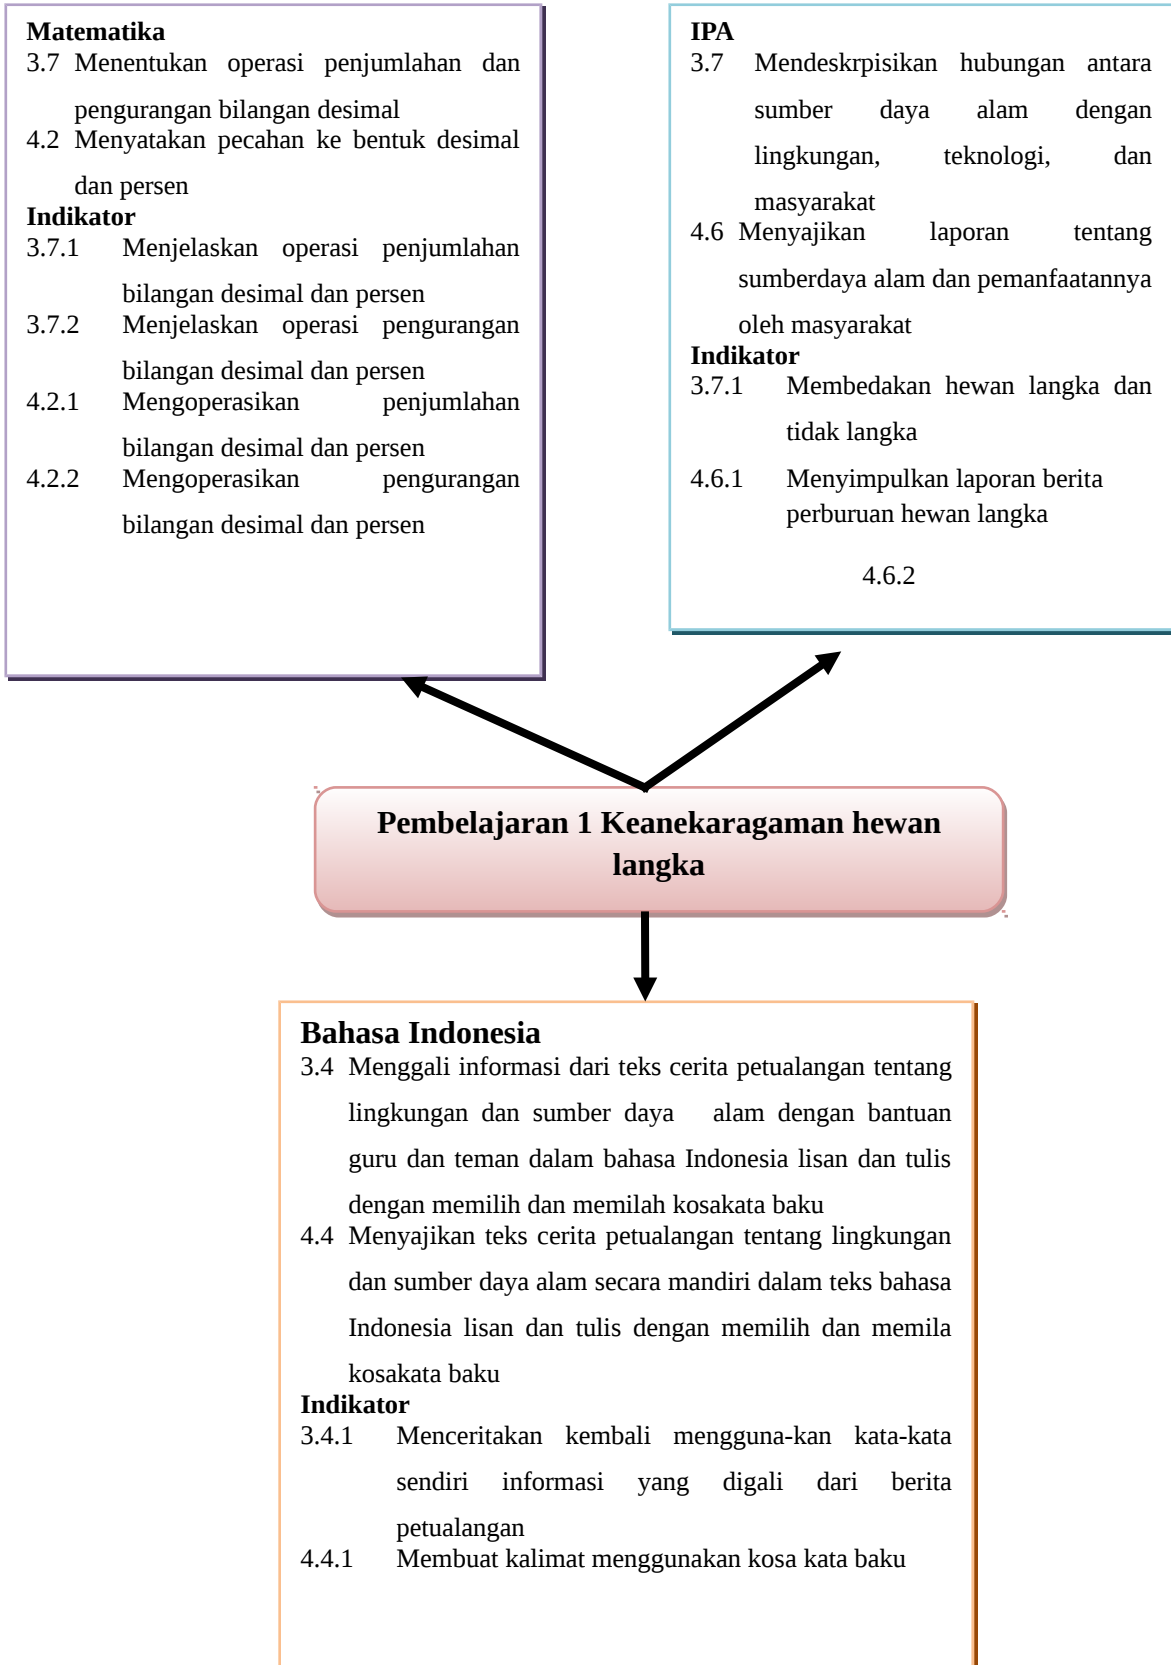 Matematika
3.7 Menentukan operasi penjumlahan dan
pengurangan bilangan desimal
4.2 Menyatakan pecahan ke bentuk desimal
dan persen
Indikator
3.7.1 Menjelaskan operasi penjumlahan
bilangan desimal dan persen
3.7.2 Menjelaskan operasi pengurangan
bilangan desimal dan persen
4.2.1 Mengoperasikan penjumlahan
bilangan desimal dan persen
4.2.2 Mengoperasikan pengurangan
bilangan desimal dan persen
IPA
3.7 Mendeskrpisikan hubungan antara
sumber daya alam dengan
lingkungan, teknologi, dan
masyarakat
4.6 Menyajikan laporan tentang
sumberdaya alam dan pemanfaatannya
oleh masyarakat
Indikator
3.7.1 Membedakan hewan langka dan
tidak langka
4.6.1 Menyimpulkan laporan berita
perburuan hewan langka
4.6.2
Pembelajaran 1 Keanekaragaman hewan
langka
Bahasa Indonesia
3.4 Menggali informasi dari teks cerita petualangan tentang
lingkungan dan sumber daya alam dengan bantuan
guru dan teman dalam bahasa Indonesia lisan dan tulis
dengan memilih dan memilah kosakata baku
4.4 Menyajikan teks cerita petualangan tentang lingkungan
dan sumber daya alam secara mandiri dalam teks bahasa
Indonesia lisan dan tulis dengan memilih dan memila
kosakata baku
Indikator
3.4.1 Menceritakan kembali mengguna-kan kata-kata
sendiri informasi yang digali dari berita
petualangan
4.4.1 Membuat kalimat menggunakan kosa kata baku